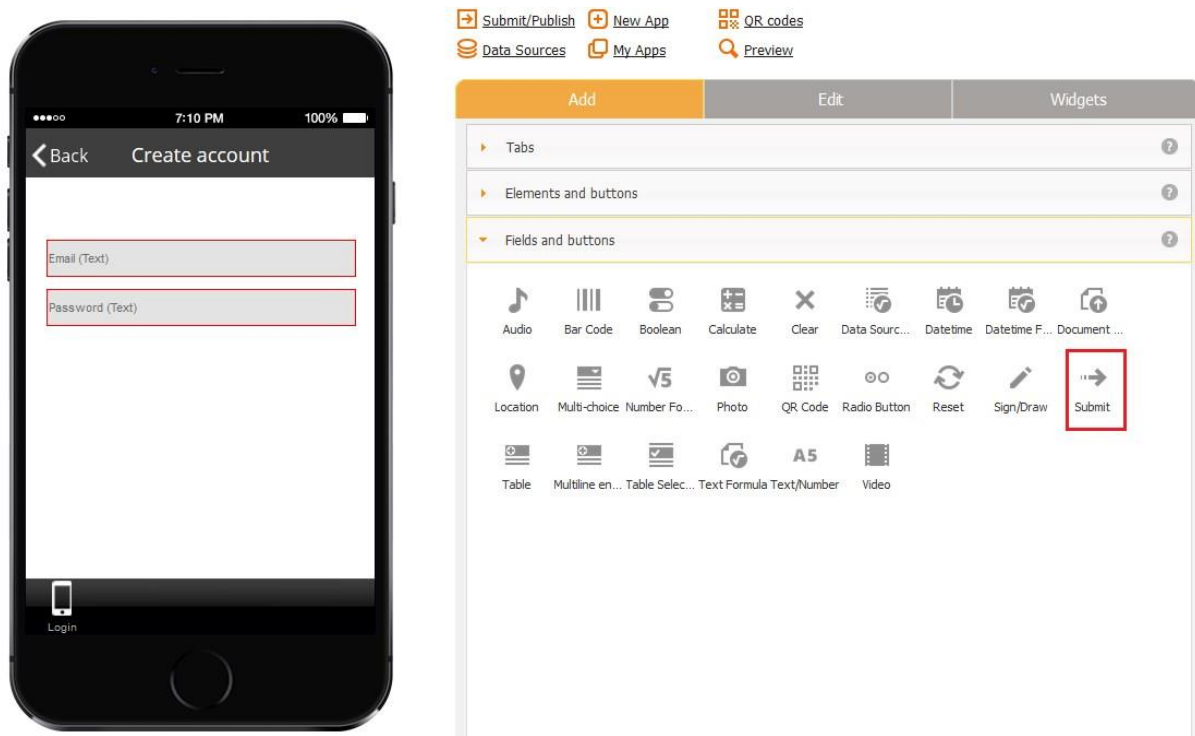 7:10 PM 100%
Back Create account
Email (Text)
Password (Text)
Login
Submit/Publish New App QR codes
Data Sources My Apps Preview
Add Edit Widgets
Tabs ?
Elements and buttons ?
Fields and buttons ?
Audio Bar Code Boolean Calculate Clear Data Sourc... Datetime Datetime F... Document ...
√5
Location Multi-choice Number Fo... Photo QR Code Radio Button Reset Sign/Draw Submit
A5
Table Multiline en... Table Selec... Text Formula Text/Number Video